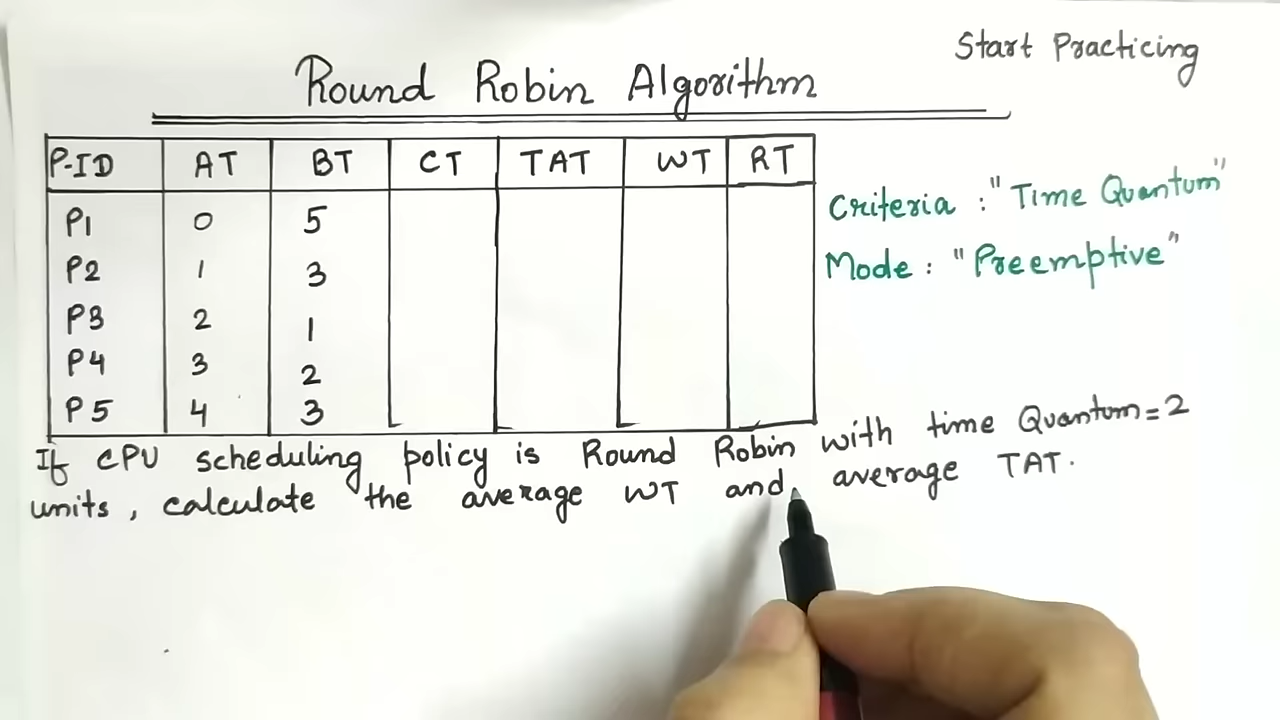 Start Practicing
Round Robin Algorithm
P-ID AT BT CT TAT WT RT
P1 0 5
P2 1 3
P3 2 1
P4 3 2
P5 4 3
Criteria : "Time Quantum"
Mode : "Preemptive"
If CPU scheduling policy is Round Robin with time Quantum = 2
units, calculate the average WT and average TAT.